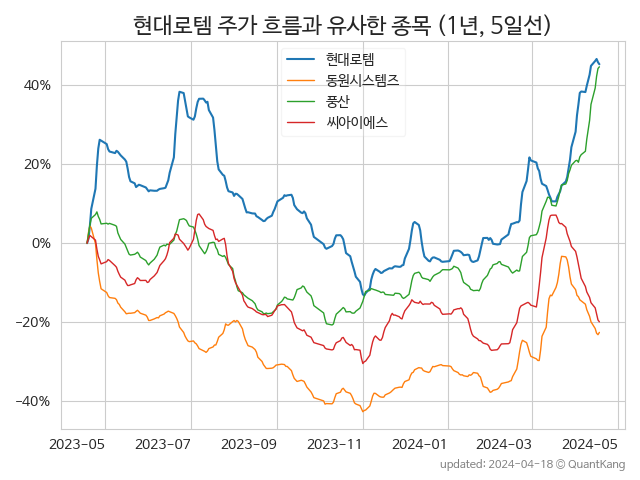 현대로템 주가 흐름과 유사한 종목 (1년, 5일선)
현대로템
동원시스템즈
풍산
씨아이에스
40%
20%
0%
−20%
−40%
2023-05 2023-07 2023-09 2023-11 2024-01 2024-03 2024-05
updated: 2024-04-18 © QuantKang